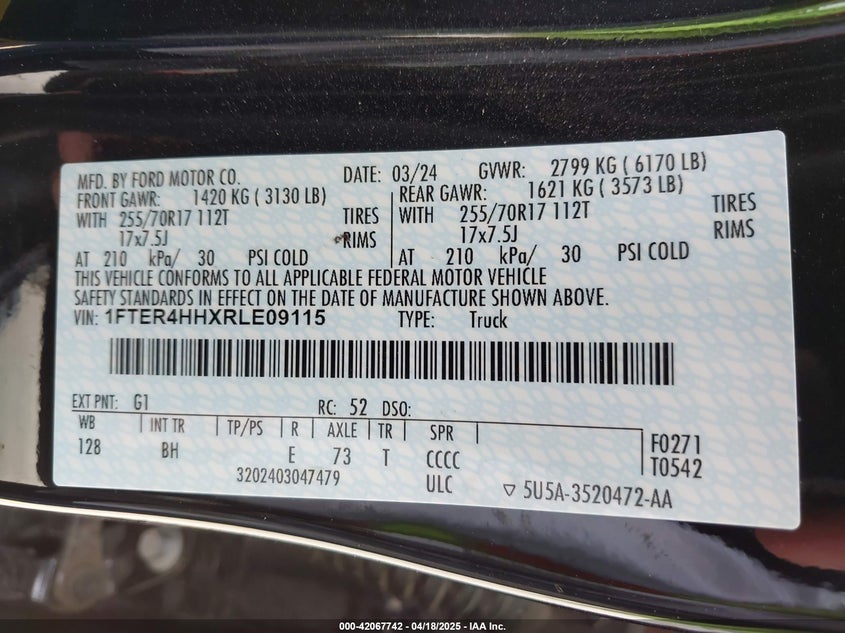 MFD. BY FORD MOTOR CO. DATE: 03/24 GVWR: 2799 KG ( 6170 LB)
FRONT GAWR: 1420 KG ( 3130 LB) REAR GAWR: 1621 KG ( 3573 LB)
WITH 255/70R17 112T TIRES WITH 255/70R17 112T TIRES
17x7.5J RIMS 17x7.5J RIMS
AT 210 kPa/ 30 PSI COLD AT 210 kPa/ 30 PSI COLD
THIS VEHICLE CONFORMS TO ALL APPLICABLE FEDERAL MOTOR VEHICLE
SAFETY STANDARDS IN EFFECT ON THE DATE OF MANUFACTURE SHOWN ABOVE.
VIN: 1FTER4HHXRLE09115 TYPE: Truck
EXT PNT: G1 RC: 52 DSO:
WB INT TR TP/PS R AXLE TR SPR
128 BH E 73 T CCCC
F0271
T0542
3202403047479 ULC ▽ 5U5A-3520472-AA
000-42067742 - 04/18/2025 - IAA Inc.